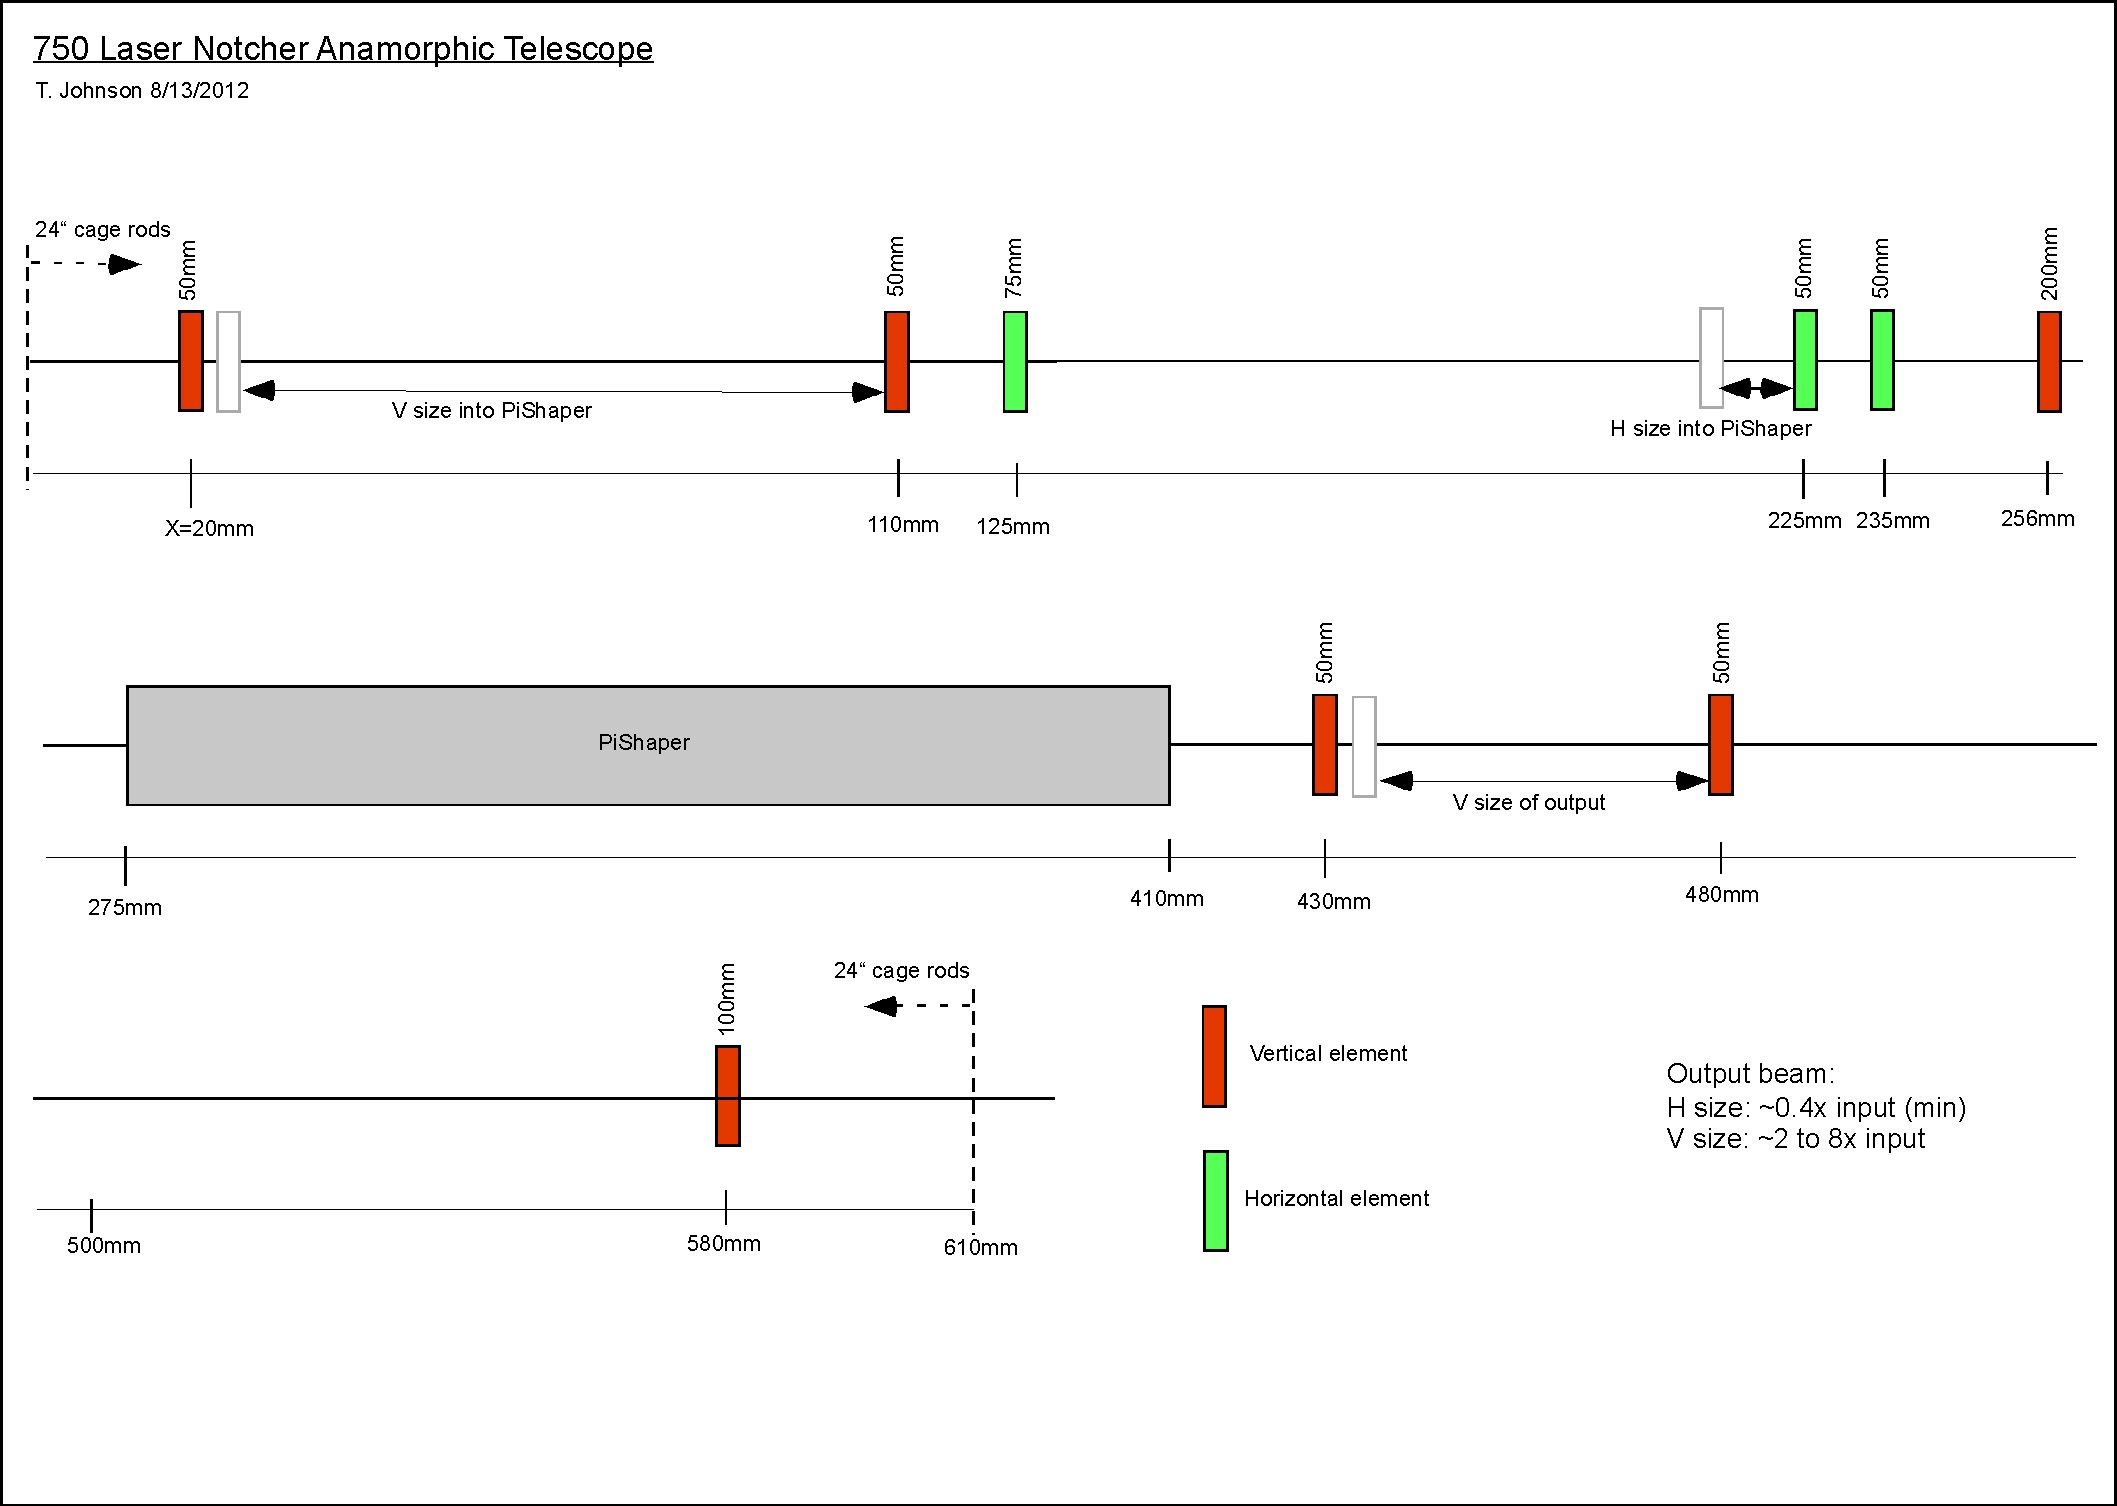 750 Laser Notcher Anamorphic Telescope
T. Johnson 8/13/2012
24“ cage rods
50mm
50mm
75mm
50mm
50mm
200mm
V size into PiShaper
H size into PiShaper
X=20mm
110mm
125mm
225mm
235mm
256mm
50mm
50mm
PiShaper
V size of output
275mm
410mm
430mm
480mm
100mm
24“ cage rods
Vertical element
Horizontal element
Output beam:
H size: ~0.4x input (min)
V size: ~2 to 8x input
500mm
580mm
610mm